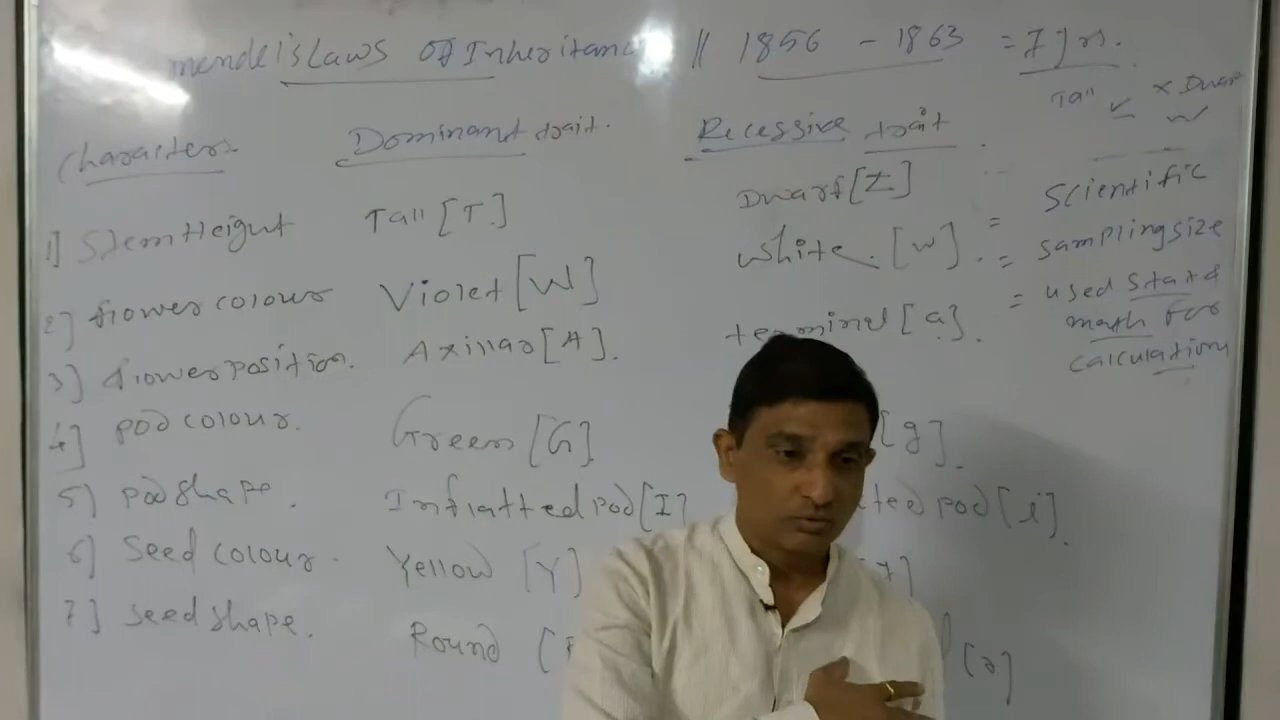 Mendel's Laws Of Inheritance || 1856 - 1863 = 7yrs.
Tall × Dwarf
Characters Dominant trait. Recessive trait.
1] Stem Height Tall [T] Dwarf [t]
2] flower colour Violet [W] White. [w].
3] flower position. Axillar [A]. terminal [a].
4] pod colour. Green [G] [g].
5) Pod shape. Inflatted pod [I] ted pod [i].
6) Seed colour. Yellow [Y] [y]
7] seed shape. Round [r]
= Scientific
= sampling size
= used stat &
math for
calculation